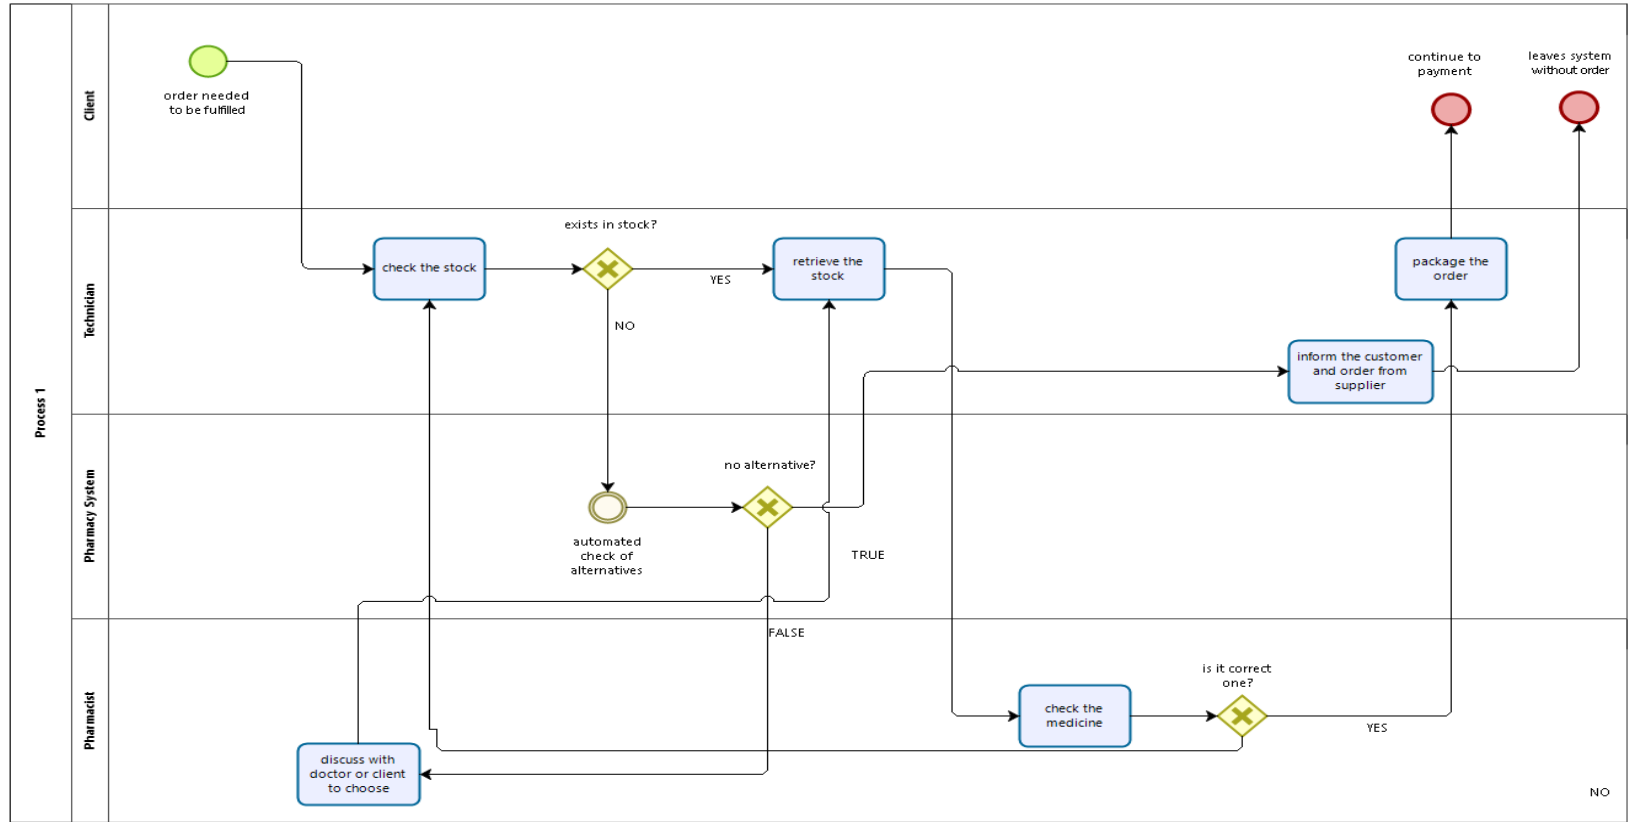 Process 1
Client
order needed
to be fulfilled
continue to
payment
leaves system
without order
Technician
check the stock
exists in stock?
YES
NO
retrieve the
stock
package the
order
inform the customer
and order from
supplier
Pharmacy System
automated
check of
alternatives
no alternative?
TRUE
FALSE
Pharmacist
discuss with
doctor or client
to choose
check the
medicine
is it correct
one?
YES
NO